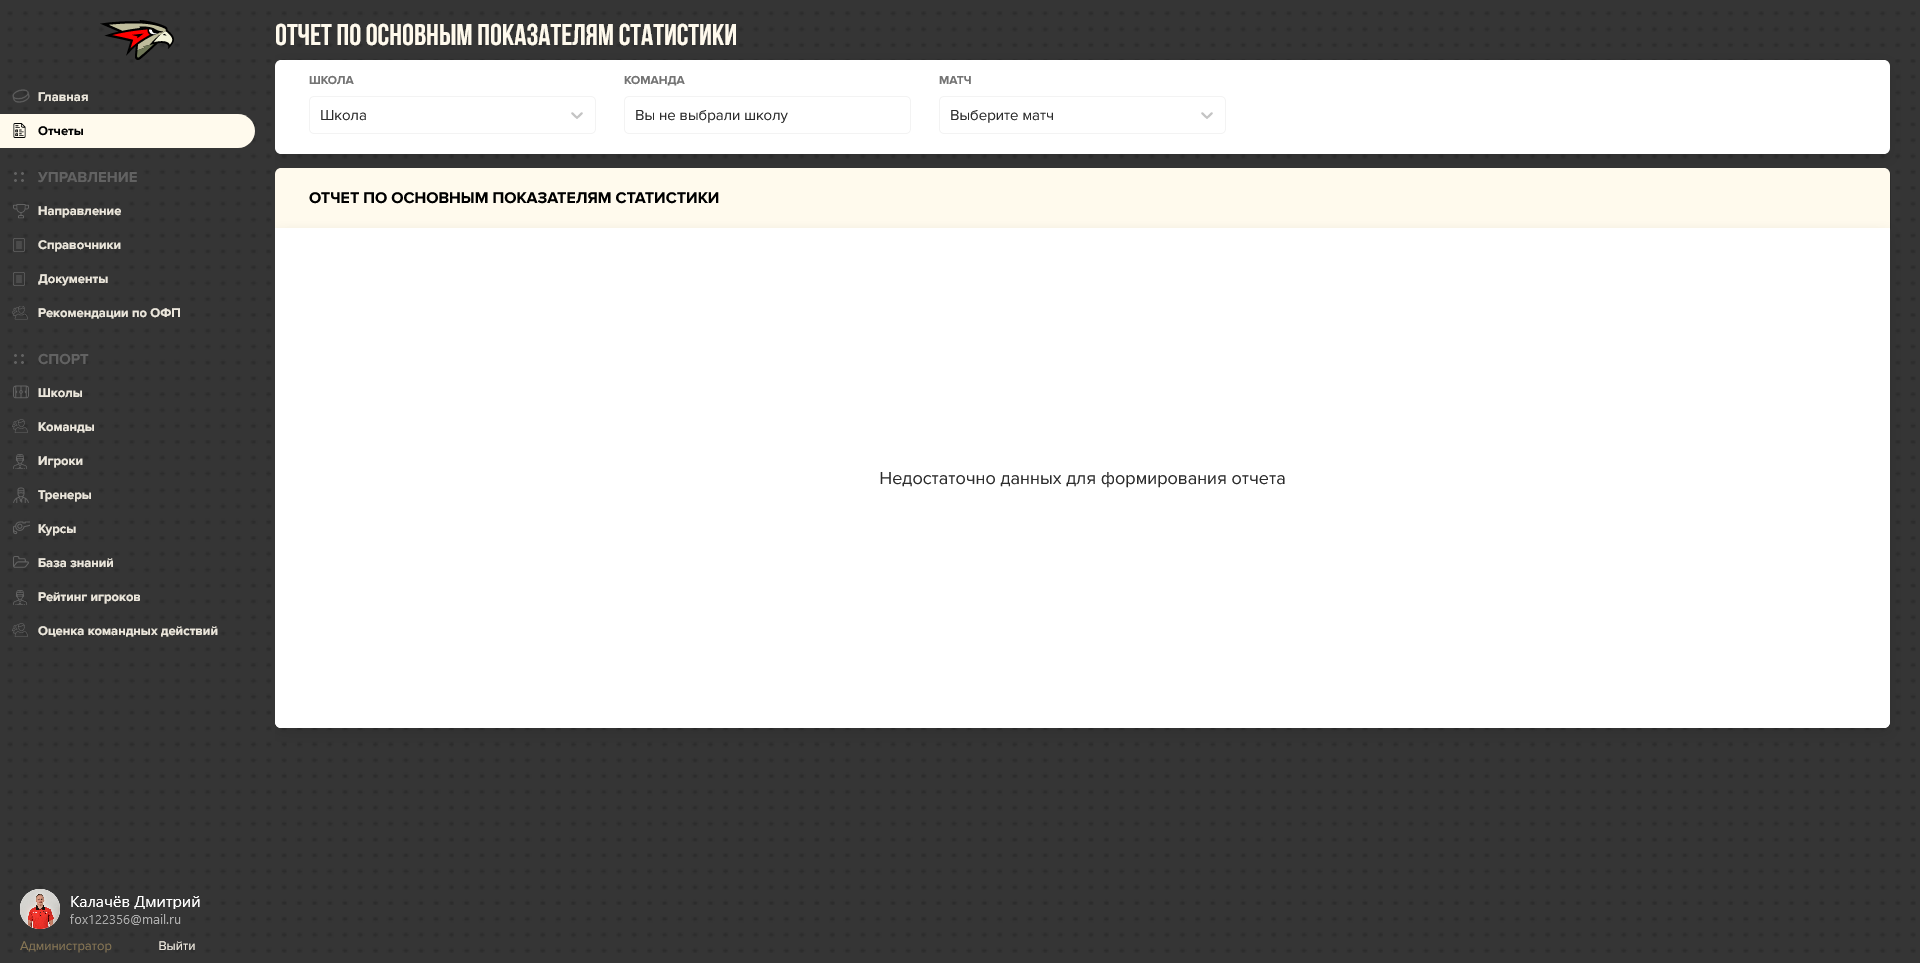 ОТЧЕТ ПО ОСНОВНЫМ ПОКАЗАТЕЛЯМ СТАТИСТИКИ
ШКОЛА
КОМАНДА
МАТЧ
Школа
Вы не выбрали школу
Выберите матч
ОТЧЕТ ПО ОСНОВНЫМ ПОКАЗАТЕЛЯМ СТАТИСТИКИ
Недостаточно данных для формирования отчета
Главная
Отчеты
УПРАВЛЕНИЕ
Направление
Справочники
Документы
Рекомендации по ОФП
СПОРТ
Школы
Команды
Игроки
Тренеры
Курсы
База знаний
Рейтинг игроков
Оценка командных действий
Калачёв Дмитрий
fox122356@mail.ru
Администратор
Выйти